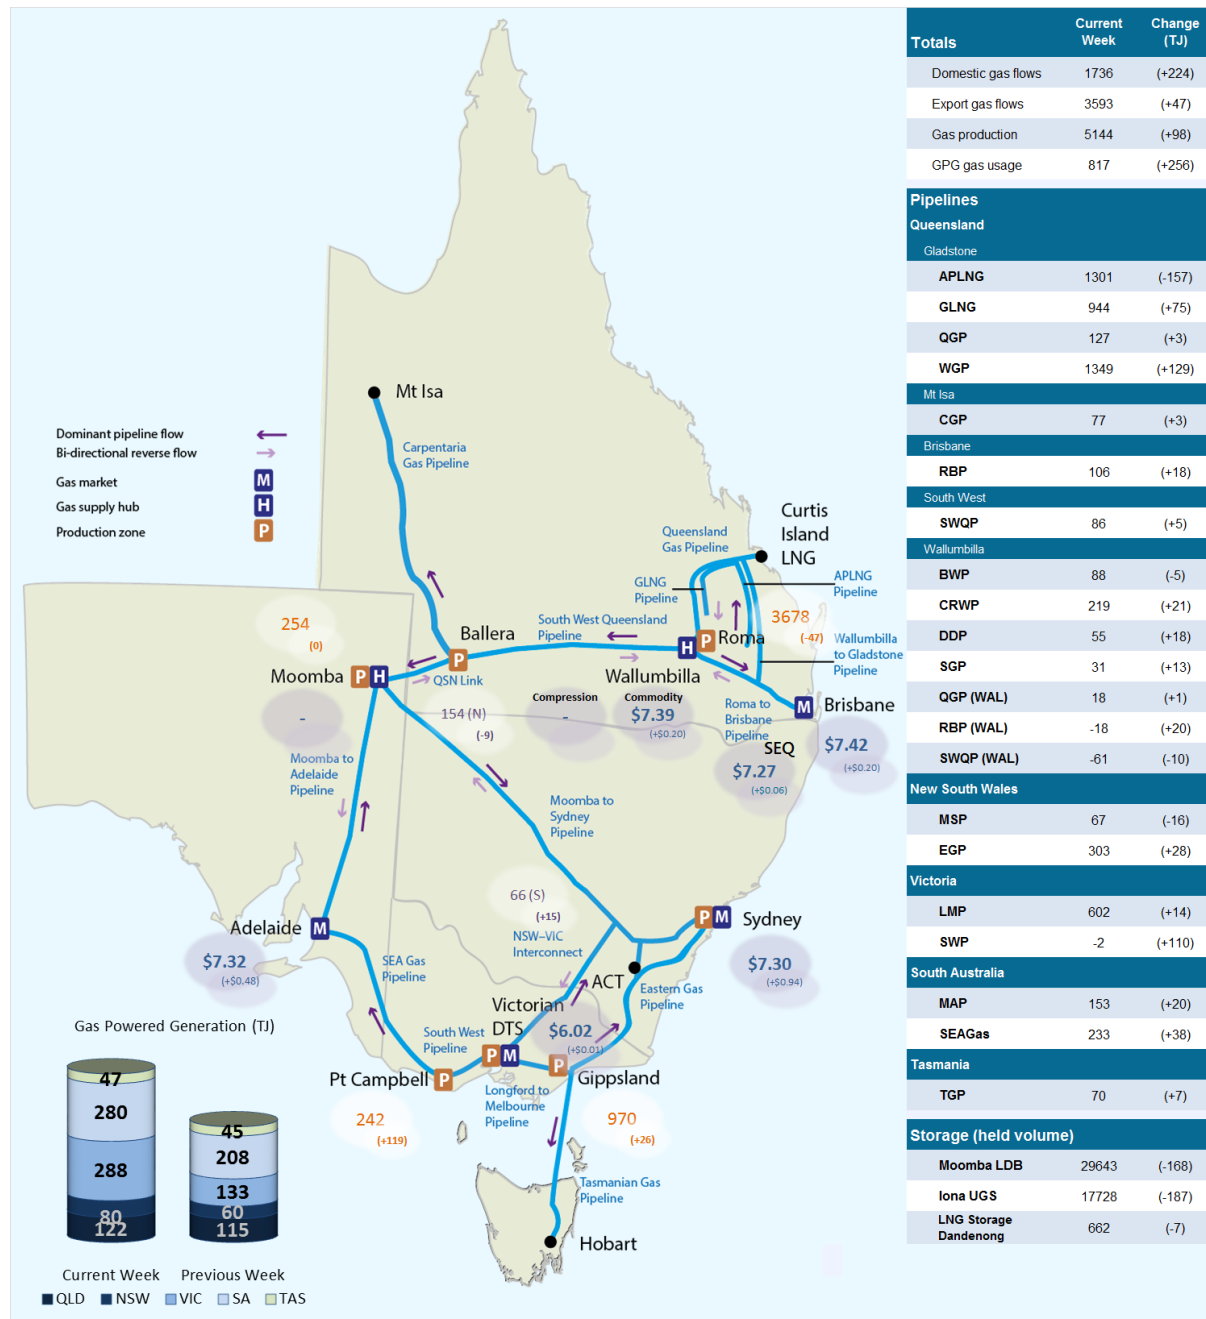 Mt Isa
Dominant pipeline flow
Bi-directional reverse flow
Gas market M
Gas supply hub H
Production zone P
Carpentaria
Gas Pipeline
Curtis
Island
LNG
Queensland
Gas Pipeline
GLNG
Pipeline
APLNG
Pipeline
3678
(-47)
South West Queensland
Pipeline
Wallumbilla
to Gladstone
Pipeline
254
(0)
Ballera
P
H P Roma
Moomba P H
QSN Link
Wallumbilla
Compression
-
Commodity
$7.39
(+$0.20)
Roma to
Brisbane
Pipeline
M Brisbane
$7.42
(+$0.20)
SEQ
$7.27
(+$0.06)
-
154 (N)
(-9)
Moomba to
Adelaide
Pipeline
Moomba to
Sydney
Pipeline
66 (S)
(+15)
NSW–VIC
Interconnect
Adelaide M
$7.32
(+$0.48)
SEA Gas
Pipeline
P M Sydney
$7.30
(+$0.94)
ACT
Eastern Gas
Pipeline
Victorian
DTS
$6.02
(+$0.01)
South West
Pipeline
P M
P
Pt Campbell P
Gippsland
Longford to
Melbourne
Pipeline
242
(+119)
970
(+26)
Tasmanian Gas
Pipeline
Hobart
Gas Powered Generation (TJ)
47
280
288
80
122
45
208
133
60
115
Current Week Previous Week
QLD NSW VIC SA TAS
Totals Current Week Change (TJ)
Domestic gas flows 1736 (+224)
Export gas flows 3593 (+47)
Gas production 5144 (+98)
GPG gas usage 817 (+256)
Pipelines
Queensland
Gladstone
APLNG 1301 (-157)
GLNG 944 (+75)
QGP 127 (+3)
WGP 1349 (+129)
Mt Isa
CGP 77 (+3)
Brisbane
RBP 106 (+18)
South West
SWQP 86 (+5)
Wallumbilla
BWP 88 (-5)
CRWP 219 (+21)
DDP 55 (+18)
SGP 31 (+13)
QGP (WAL) 18 (+1)
RBP (WAL) -18 (+20)
SWQP (WAL) -61 (-10)
New South Wales
MSP 67 (-16)
EGP 303 (+28)
Victoria
LMP 602 (+14)
SWP -2 (+110)
South Australia
MAP 153 (+20)
SEAGas 233 (+38)
Tasmania
TGP 70 (+7)
Storage (held volume)
Moomba LDB 29643 (-168)
Iona UGS 17728 (-187)
LNG Storage
Dandenong 662 (-7)